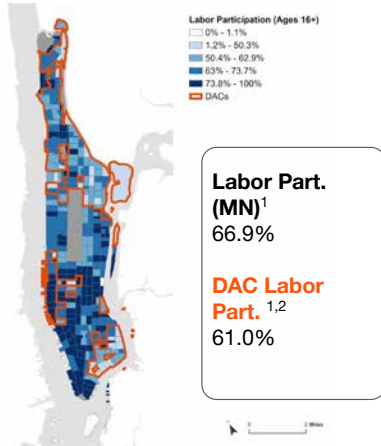 Labor Participation (Ages 16+)
0% - 1.1%
1.2% - 50.3%
50.4% - 62.9%
63% - 73.7%
73.8% - 100%
DACs
Labor Part.
(MN)1
66.9%
DAC Labor
Part. 1,2
61.0%
N
0 2 Miles